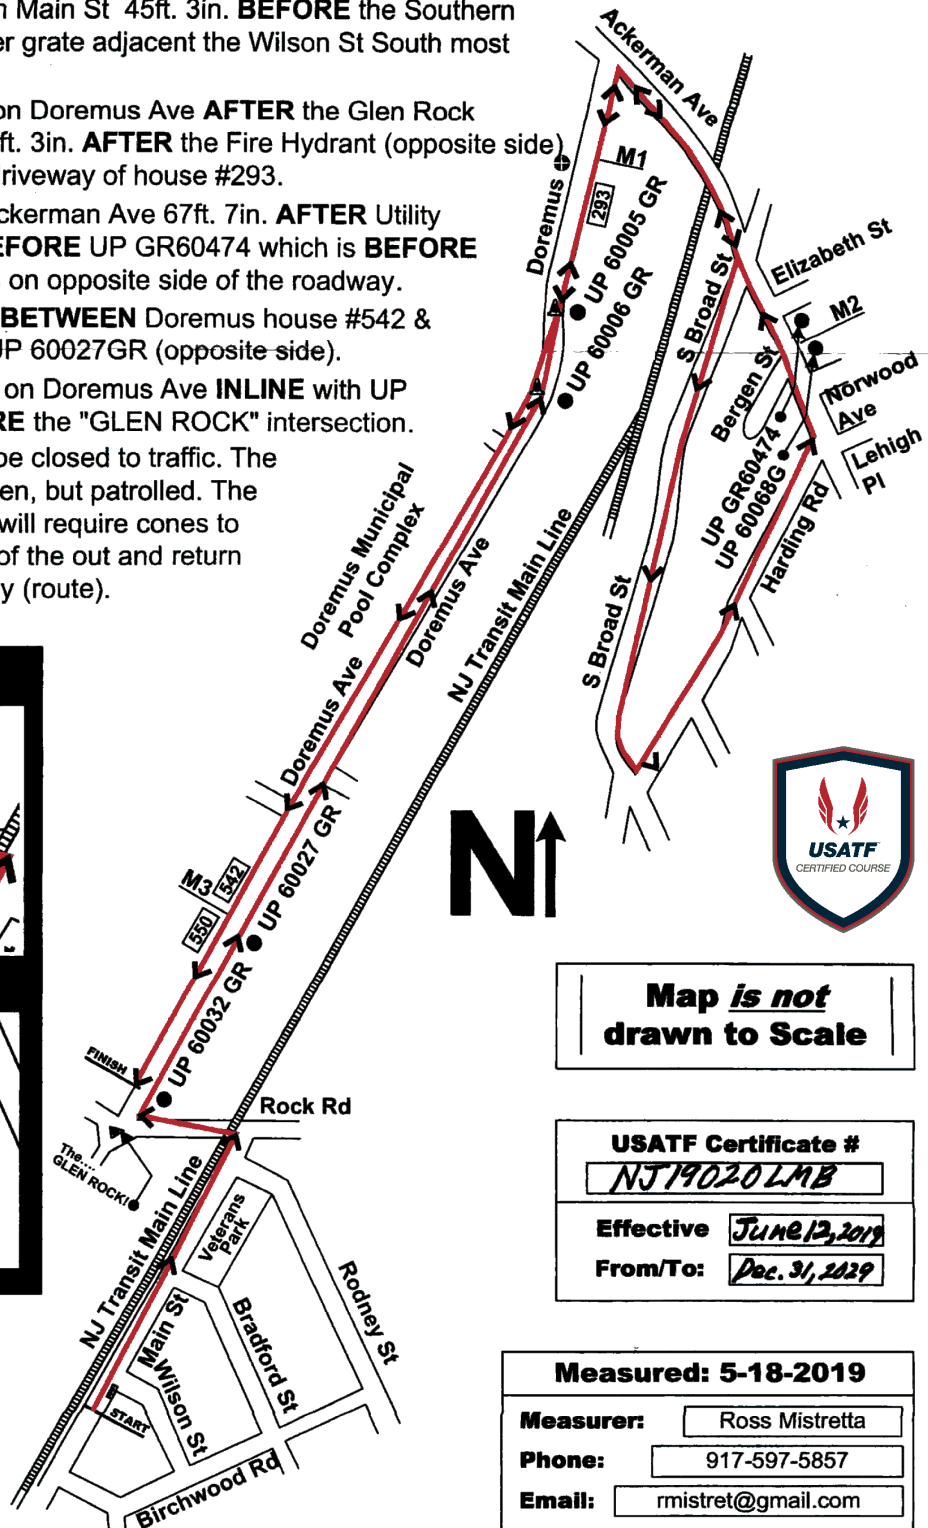 n Main St 45ft. 3in. BEFORE the Southern
er grate adjacent the Wilson St South most
on Doremus Ave AFTER the Glen Rock
ft. 3in. AFTER the Fire Hydrant (opposite side)
driveway of house #293.
ckerman Ave 67ft. 7in. AFTER Utility
EFORE UP GR60474 which is BEFORE
on opposite side of the roadway.
BETWEEN Doremus house #542 &
UP 60027GR (opposite side).
on Doremus Ave INLINE with UP
RE the "GLEN ROCK" intersection.
be closed to traffic. The
en, but patrolled. The
will require cones to
of the out and return
y (route).
Ackerman Ave
M1
293
Doremus
UP 60005 GR
UP 60006 GR
S Broad St
Elizabeth St
M2
Bergen St
Norwood
Ave
Lehigh
Pl
UP GR60474
UP 60068G
Harding Rd
Doremus Municipal
Pool Complex
Doremus Ave
NJ Transit Main Line
S Broad St
Doremus Ave
N
USATF
CERTIFIED COURSE
M3
542
550
UP 60027 GR
UP 60032 GR
FINISH
Rock Rd
The....
GLEN ROCK!
NJ Transit Main Line
Veterans
Park
Main St
Wilson St
Bradford St
Rodney St
START
Birchwood Rd
Map is not
drawn to Scale
USATF Certificate #
NJ19020LMB
Effective June 12, 2019
From/To: Dec. 31, 2029
Measured: 5-18-2019
Measurer: Ross Mistretta
Phone: 917-597-5857
Email: rmistret@gmail.com